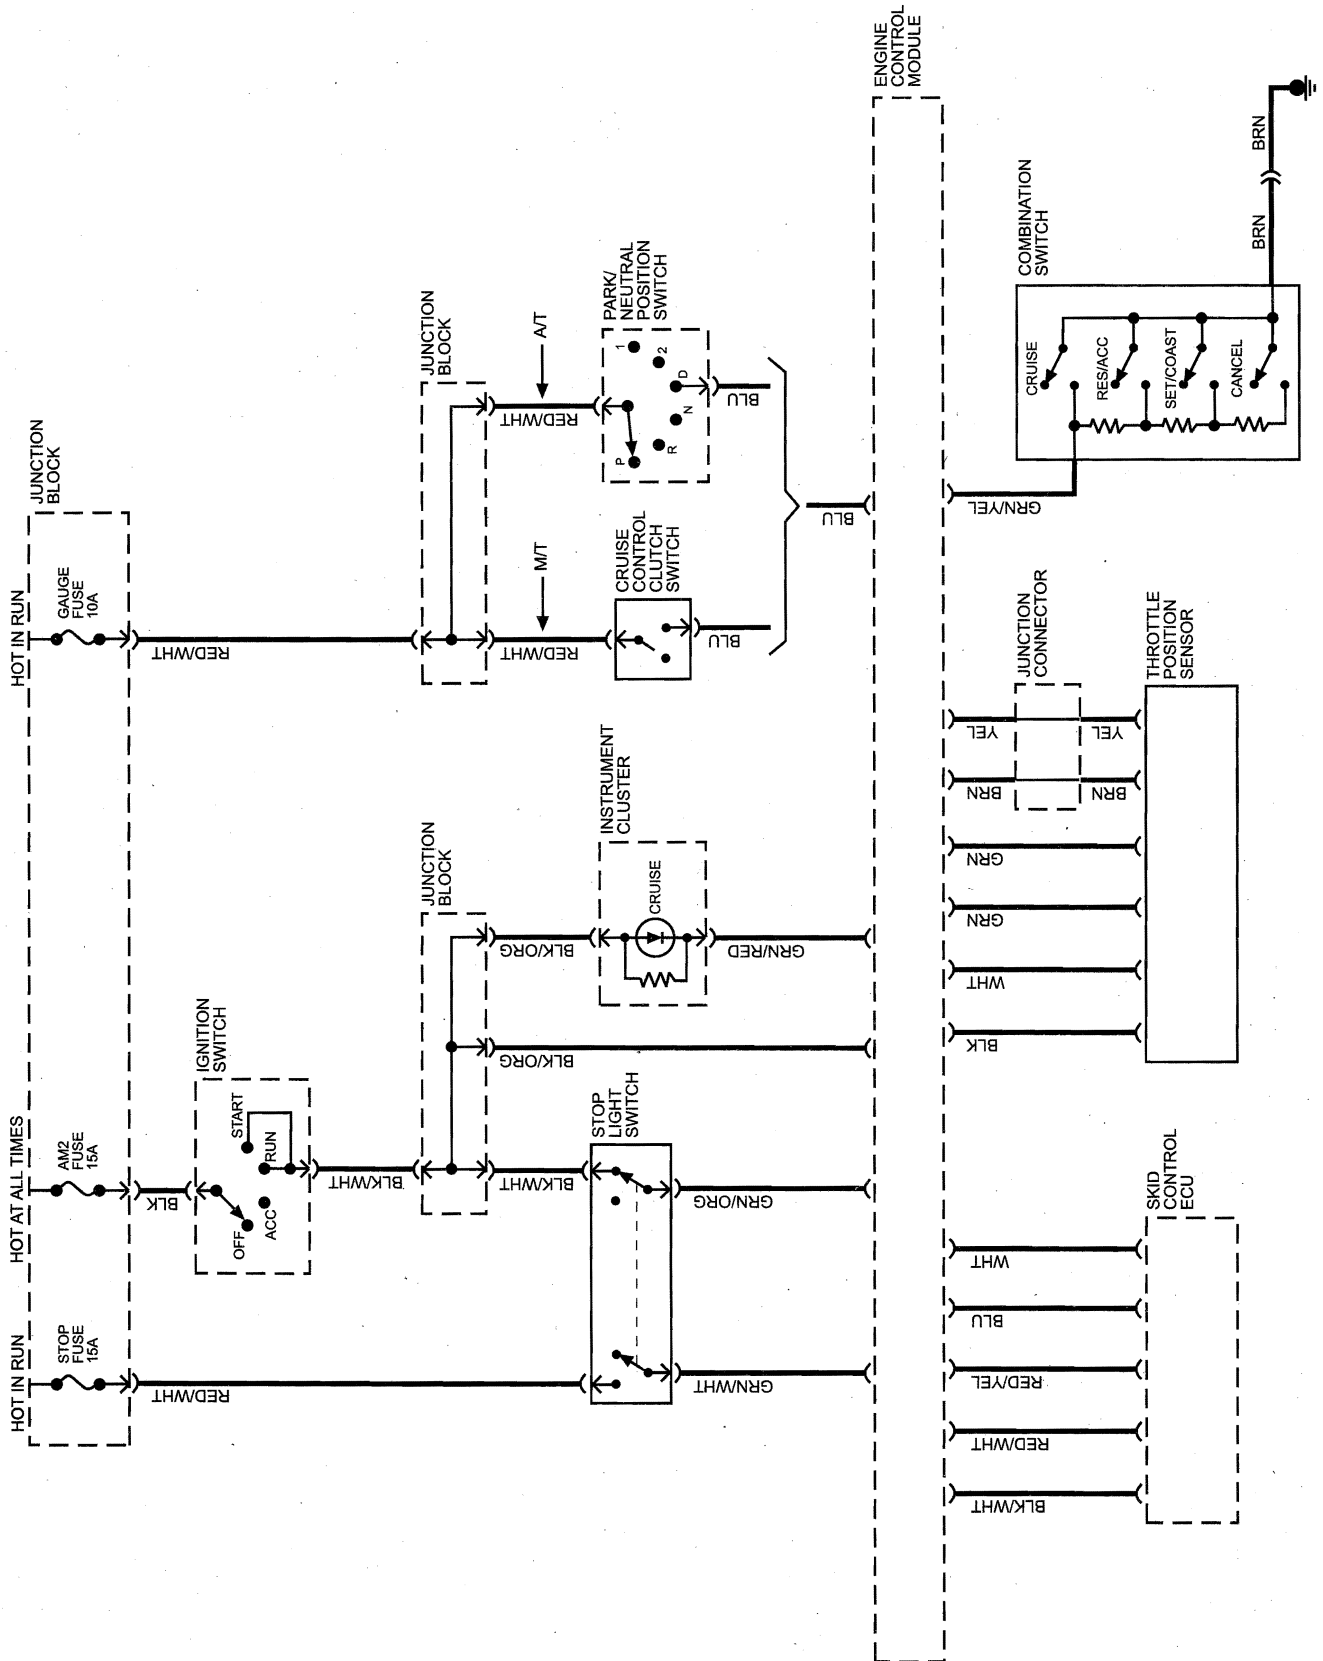 HOT IN RUN
HOT AT ALL TIMES
HOT IN RUN
STOP
FUSE
15A
AM2
FUSE
15A
GAUGE
FUSE
10A
JUNCTION
BLOCK
RED/WHT
BLK
RED/WHT
IGNITION
SWITCH
OFF
ACC
RUN
START
BLK/WHT
JUNCTION
BLOCK
JUNCTION
BLOCK
BLK/WHT
BLK/ORG
BLK/ORG
RED/WHT
RED/WHT
M/T
A/T
STOP
LIGHT
SWITCH
INSTRUMENT
CLUSTER
CRUISE
CRUISE
CONTROL
CLUTCH
SWITCH
PARK/
NEUTRAL
POSITION
SWITCH
P
R
N
D
2
1
GRN/WHT
GRN/ORG
GRN/RED
BLU
BLU
BLU
ENGINE
CONTROL
MODULE
BLK/WHT
RED/WHT
RED/YEL
BLU
WHT
SKID
CONTROL
ECU
BLK
WHT
GRN
GRN
BRN
YEL
JUNCTION
CONNECTOR
BRN
YEL
THROTTLE
POSITION
SENSOR
GRN/YEL
COMBINATION
SWITCH
CRUISE
RES/ACC
SET/COAST
CANCEL
BRN
BRN